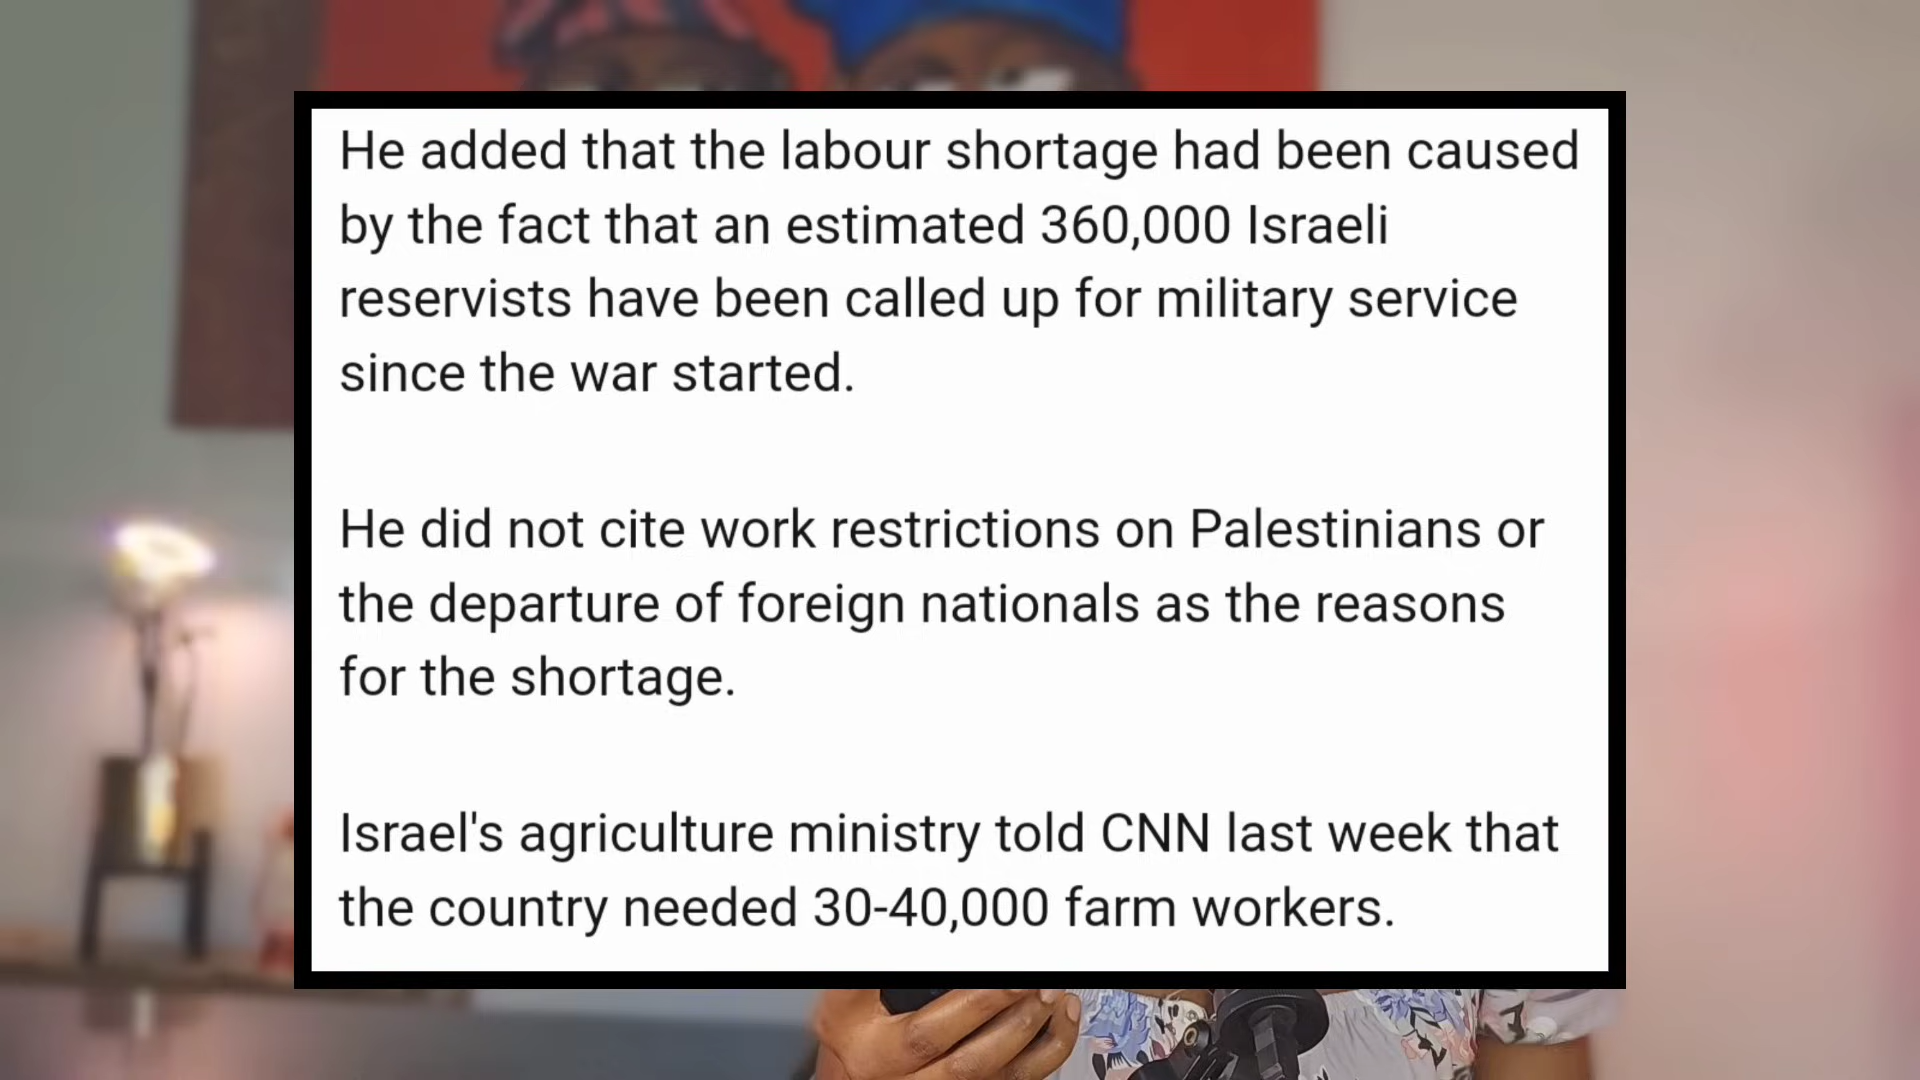 He added that the labour shortage had been caused
by the fact that an estimated 360,000 Israeli
reservists have been called up for military service
since the war started.
He did not cite work restrictions on Palestinians or
the departure of foreign nationals as the reasons
for the shortage.
Israel's agriculture ministry told CNN last week that
the country needed 30-40,000 farm workers.